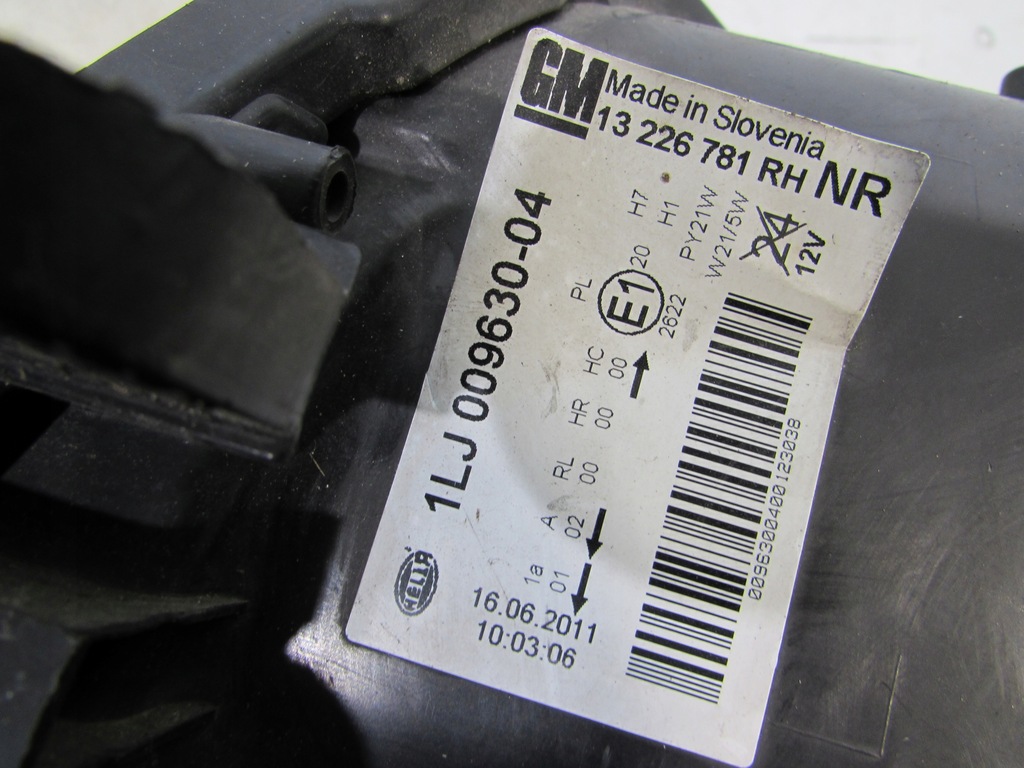 GM
Made in Slovenia
13 226 781 RH NR
1LJ 009630-04
H7
H1
PY21W
W21/5W
24
12V
PL
E1
20
2622
HC
00
HR
00
RL
00
A
02
1a
01
HELLA
16.06.2011
10:03:06
0096300400123038